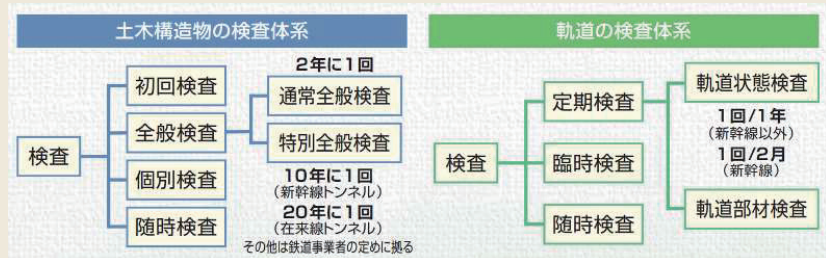 土木構造物の検査体系
検査
初回検査
全般検査
個別検査
随時検査
2年に1回
通常全般検査
特別全般検査
10年に1回
（新幹線トンネル）
20年に1回
（在来線トンネル）
その他は鉄道事業者の定めに拠る
軌道の検査体系
検査
定期検査
臨時検査
随時検査
軌道状態検査
1回/1年
（新幹線以外）
1回/2月
（新幹線）
軌道部材検査